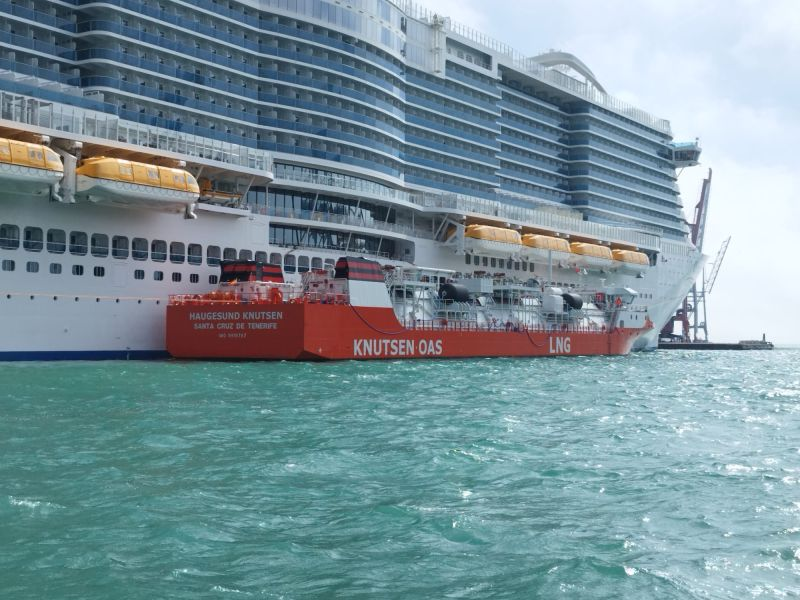 HAUGESUND KNUTSEN
SANTA CRUZ DE TENERIFE
KNUTSEN OAS
LNG